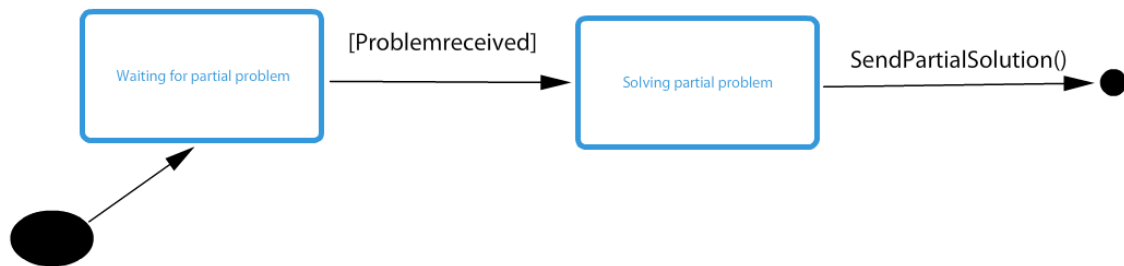 Waiting for partial problem
[Problemreceived]
Solving partial problem
SendPartialSolution()